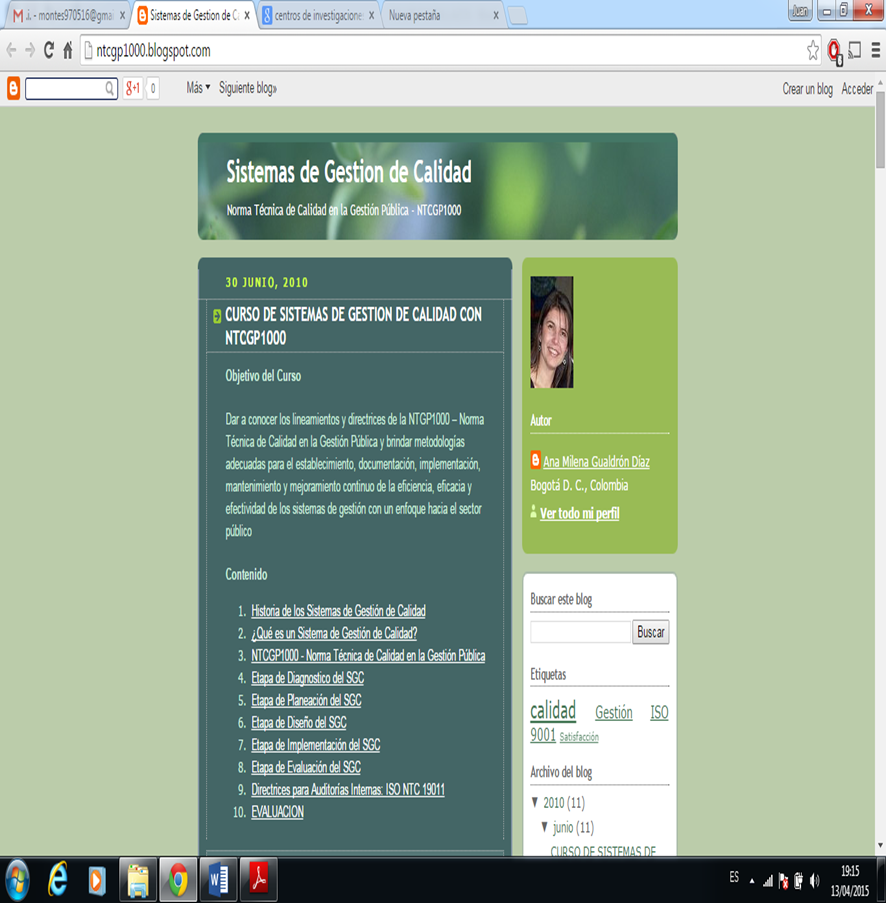 .i. - montes970516@gmai
Sistemas de Gestion de C
centros de investigacione
Nueva pestaña
Juan
ntcgp1000.blogspot.com
g+1 0 Más Siguiente blog»
Crear un blog Acceder
Sistemas de Gestion de Calidad
Norma Técnica de Calidad en la Gestión Pública - NTCGP1000
30 JUNIO, 2010
CURSO DE SISTEMAS DE GESTION DE CALIDAD CON
NTCGP1000
Objetivo del Curso
Dar a conocer los lineamientos y directrices de la NTGP1000 – Norma
Técnica de Calidad en la Gestión Pública y brindar metodologías
adecuadas para el establecimiento, documentación, implementación,
mantenimiento y mejoramiento continuo de la eficiencia, eficacia y
efectividad de los sistemas de gestión con un enfoque hacia el sector
público
Contenido
1. Historia de los Sistemas de Gestión de Calidad
2. ¿Qué es un Sistema de Gestión de Calidad?
3. NTCGP1000 - Norma Técnica de Calidad en la Gestión Pública
4. Etapa de Diagnostico del SGC
5. Etapa de Planeación del SGC
6. Etapa de Diseño del SGC
7. Etapa de Implementación del SGC
8. Etapa de Evaluación del SGC
9. Directrices para Auditorías Internas: ISO NTC 19011
10. EVALUACION
Autor
Ana Milena Gualdrón Díaz
Bogotá D. C., Colombia
Ver todo mi perfil
Buscar este blog
Buscar
Etiquetas
calidad Gestión ISO
9001 Satisfacción
Archivo del blog
▼ 2010 (11)
▼ junio (11)
CURSO DE SISTEMAS DE
ES
19:15
13/04/2015